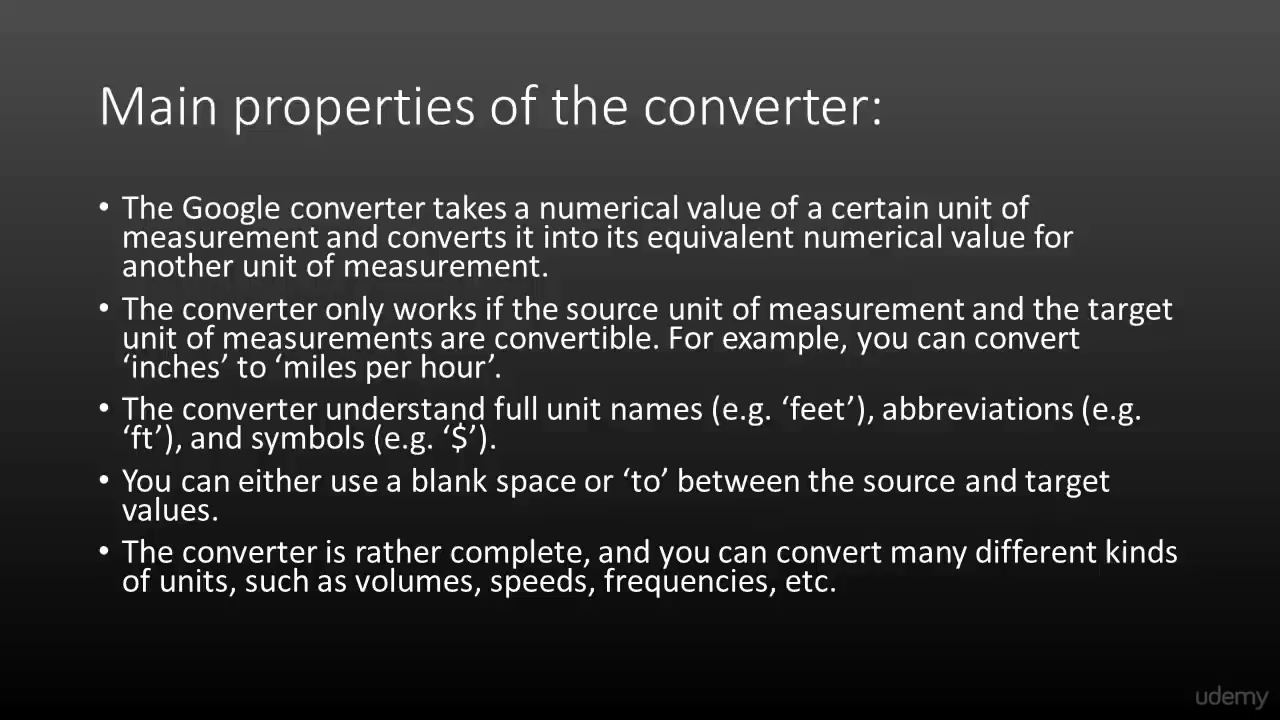 Main properties of the converter:
• The Google converter takes a numerical value of a certain unit of
measurement and converts it into its equivalent numerical value for
another unit of measurement.
• The converter only works if the source unit of measurement and the target
unit of measurements are convertible. For example, you can convert
‘inches’ to ‘miles per hour’.
• The converter understand full unit names (e.g. ‘feet’), abbreviations (e.g.
‘ft’), and symbols (e.g. ‘$’).
• You can either use a blank space or ‘to’ between the source and target
values.
• The converter is rather complete, and you can convert many different kinds
of units, such as volumes, speeds, frequencies, etc.
udemy